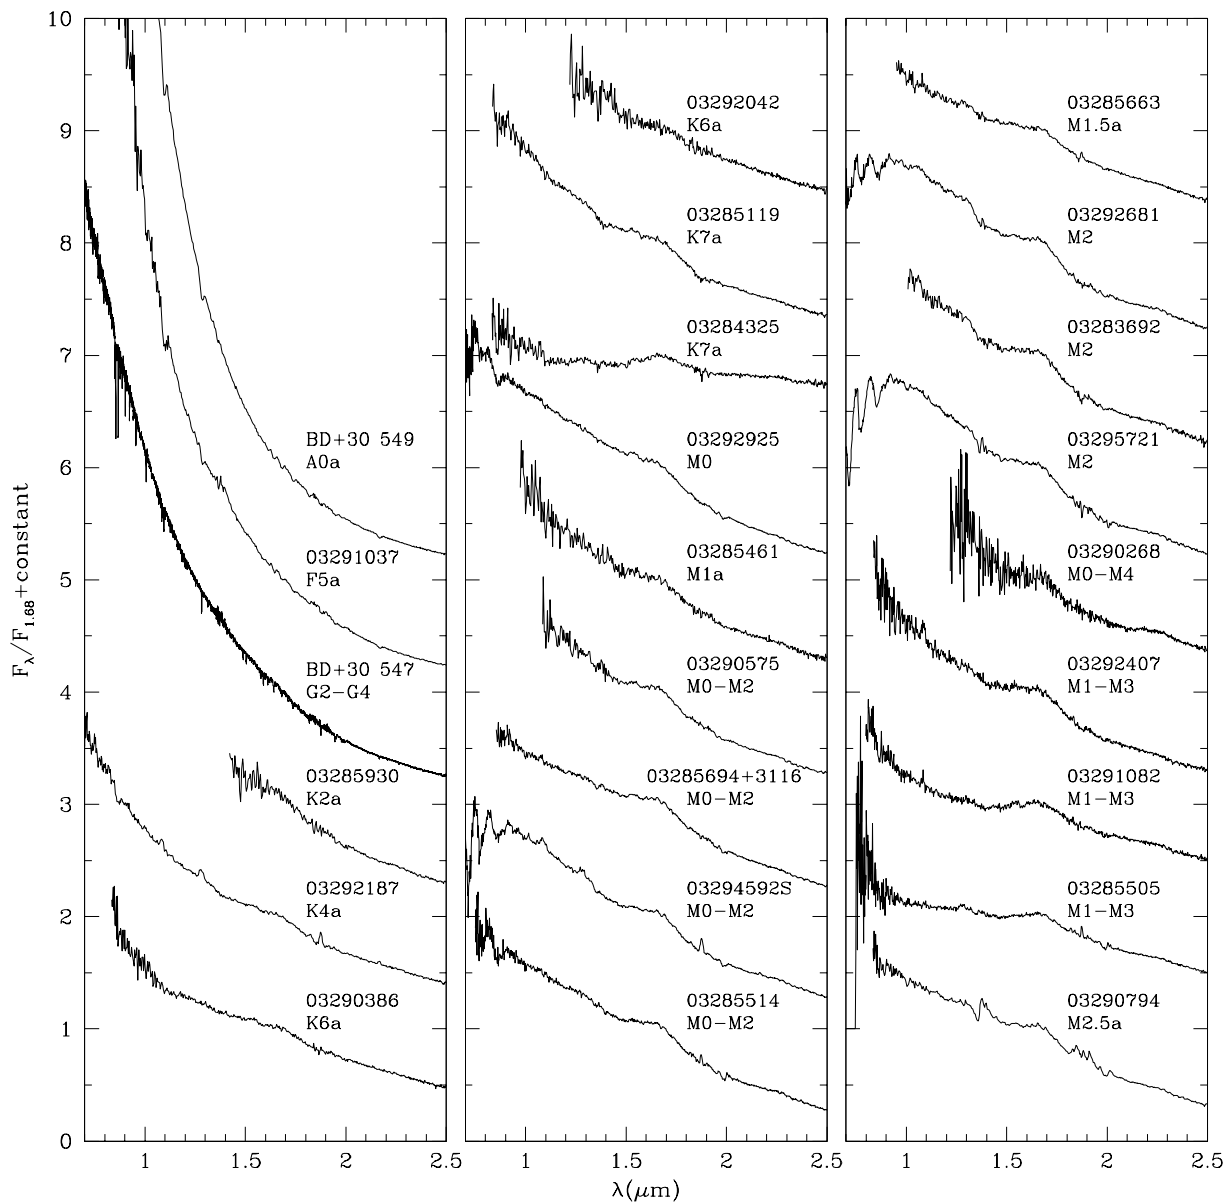 10
9
8
7
6
5
4
3
2
1
0
Fλ/F1.68+constant
BD+30 549
A0a
03291037
F5a
BD+30 547
G2−G4
03285930
K2a
03292187
K4a
03290386
K6a
1
1.5
2
2.5
03292042
K6a
03285119
K7a
03284325
K7a
03292925
M0
03285461
M1a
03290575
M0−M2
03285694+3116
M0−M2
03294592S
M0−M2
03285514
M0−M2
1
1.5
2
2.5
λ(μm)
03285663
M1.5a
03292681
M2
03283692
M2
03295721
M2
03290268
M0−M4
03292407
M1−M3
03291082
M1−M3
03285505
M1−M3
03290794
M2.5a
1
1.5
2
2.5